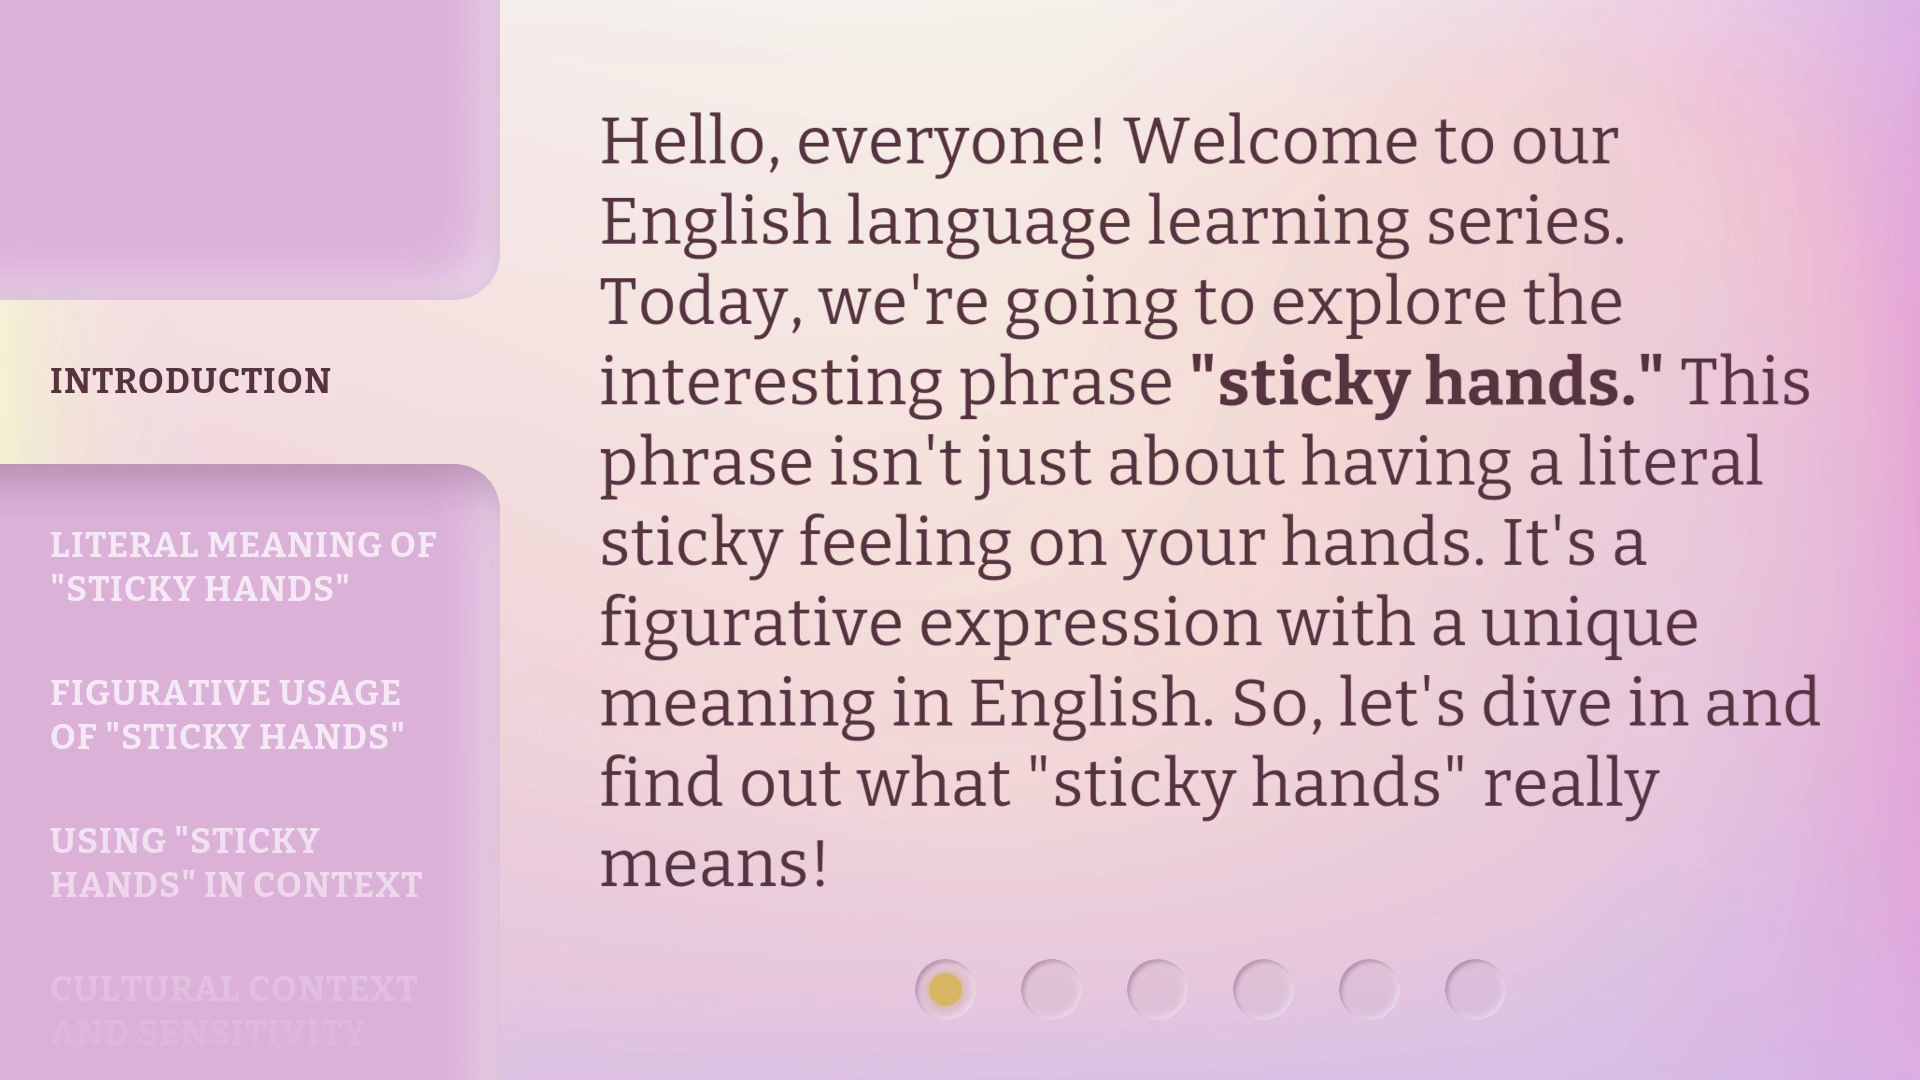 INTRODUCTION
LITERAL MEANING OF
"STICKY HANDS"
FIGURATIVE USAGE
OF "STICKY HANDS"
USING "STICKY
HANDS" IN CONTEXT
CULTURAL CONTEXT
AND SENSITIVITY
Hello, everyone! Welcome to our
English language learning series.
Today, we're going to explore the
interesting phrase "sticky hands." This
phrase isn't just about having a literal
sticky feeling on your hands. It's a
figurative expression with a unique
meaning in English. So, let's dive in and
find out what "sticky hands" really
means!